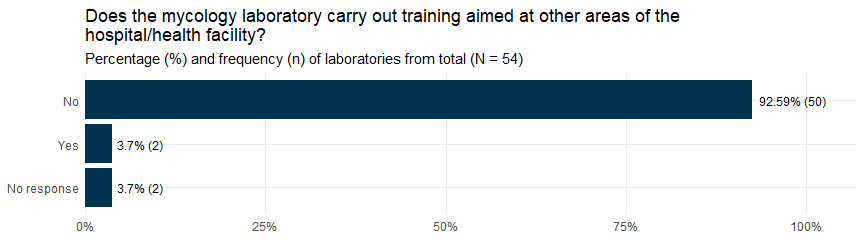 Does the mycology laboratory carry out training aimed at other areas of the
hospital/health facility?
Percentage (%) and frequency (n) of laboratories from total (N = 54)
No
92.59% (50)
Yes
3.7% (2)
No response
3.7% (2)
0%
25%
50%
75%
100%